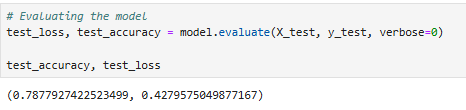 # Evaluating the model
test_loss, test_accuracy = model.evaluate(X_test, y_test, verbose=0)
test_accuracy, test_loss
(0.7877927422523499, 0.4279575049877167)